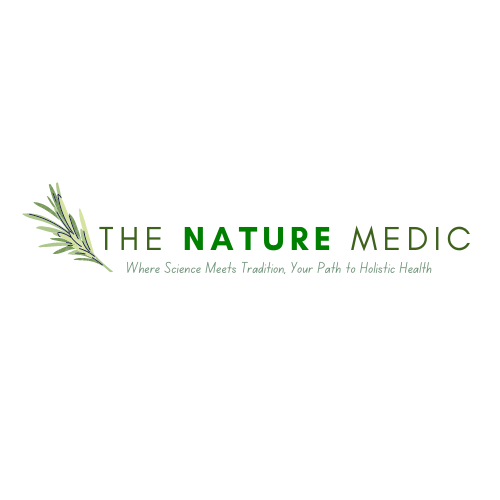 THE NATURE MEDIC
Where Science Meets Tradition, Your Path to Holistic Health